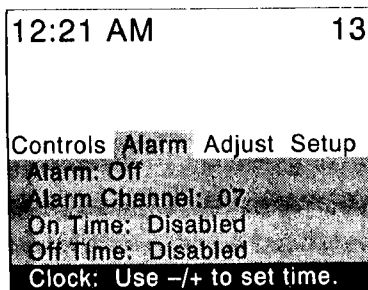 12:21 AM 13
Controls Alarm Adjust Setup
Alarm: Off
Alarm Channel: 07
On Time: Disabled
Off Time: Disabled
Clock: Use –/+ to set time.